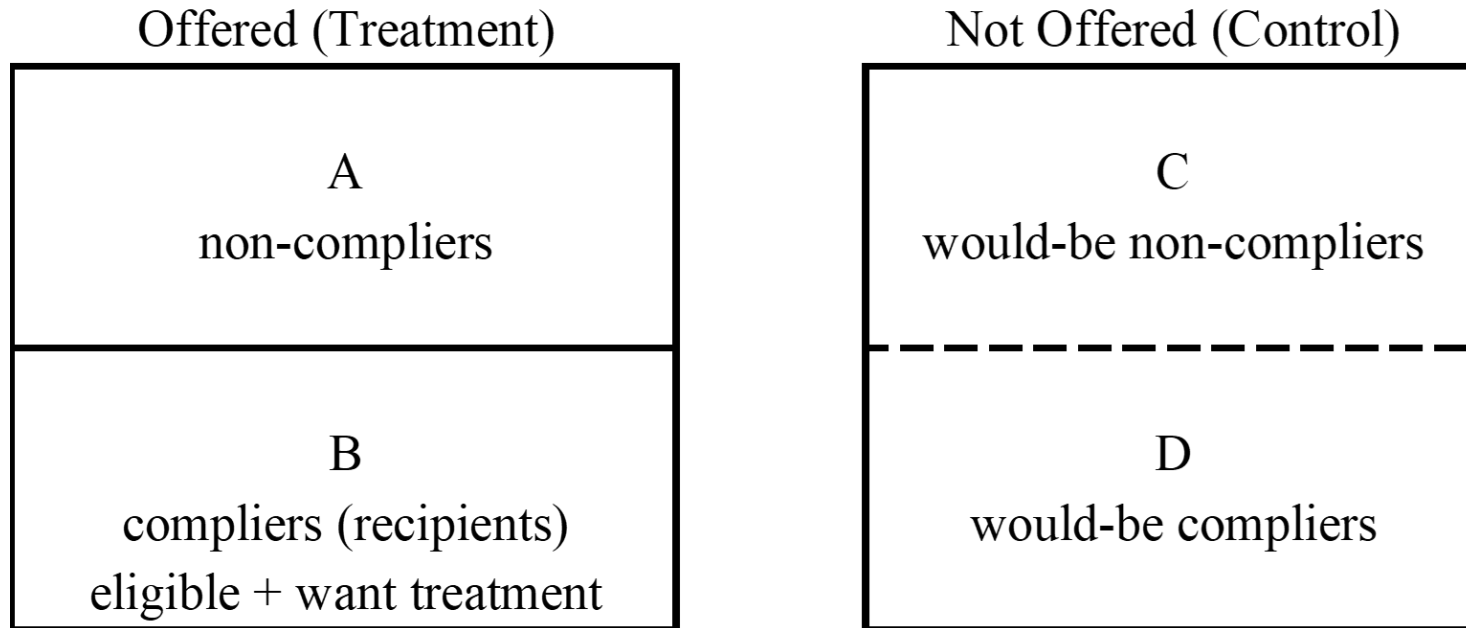 Offered (Treatment)
Not Offered (Control)
A
non-compliers
C
would-be non-compliers
B
compliers (recipients)
eligible + want treatment
D
would-be compliers